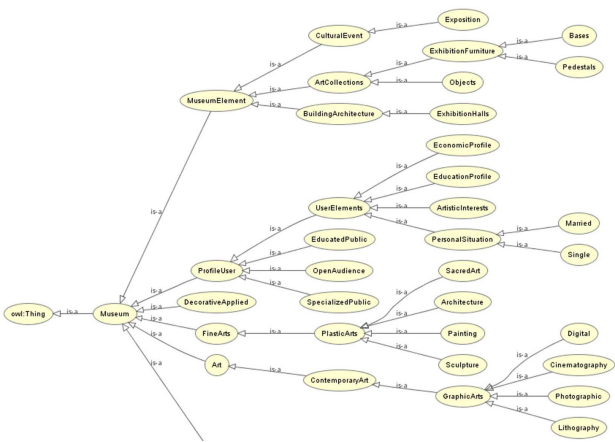 Exposition
CulturalEvent
is-a
is-a
Bases
ExhibitionFurniture
is-a
is-a
Pedestals
is-a
ArtCollections
is-a
Objects
is-a
MuseumElement
is-a
BuildingArchitecture
is-a
ExhibitionHalls
EconomicProfile
is-a
EducationProfile
is-a
UserElements
is-a
ArtisticInterests
is-a
Married
is-a
PersonalSituation
is-a
Single
is-a
is-a
EducatedPublic
is-a
ProfileUser
is-a
OpenAudience
is-a
SpecializedPublic
is-a
SacredArt
is-a
DecorativeApplied
is-a
Architecture
is-a
owl:Thing
is-a
Museum
is-a
FineArts
is-a
PlasticArts
is-a
Painting
is-a
Sculpture
is-a
Digital
is-a
Art
is-a
ContemporaryArt
is-a
Cinematography
is-a
GraphicArts
is-a
Photographic
is-a
Lithography
is-a